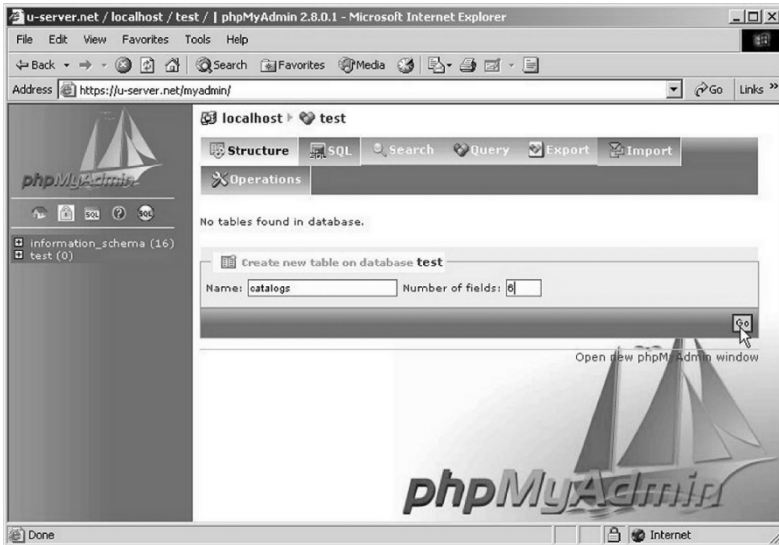 u-server.net / localhost / test / | phpMyAdmin 2.8.0.1 - Microsoft Internet Explorer
File Edit View Favorites Tools Help
Back Search Favorites Media
Address https://u-server.net/myadmin/ Go Links »
phpMyAdmin
SQL SQL
information_schema (16)
test (0)
localhost test
Structure SQL Search Query Export Import
Operations
No tables found in database.
Create new table on database test
Name: catalogs Number of fields: 6
Go
Open new phpMyAdmin window
phpMyAdmin
Done Internet